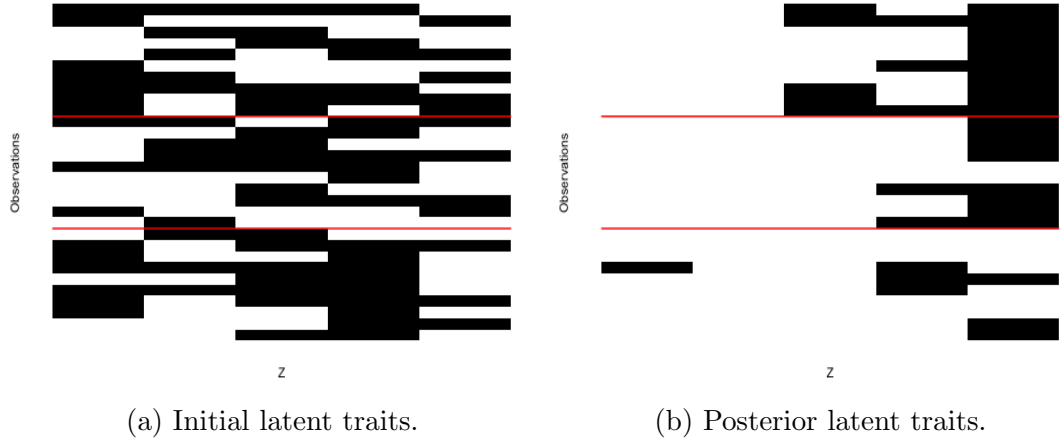 Observations
Z
(a) Initial latent traits.
Observations
Z
(b) Posterior latent traits.